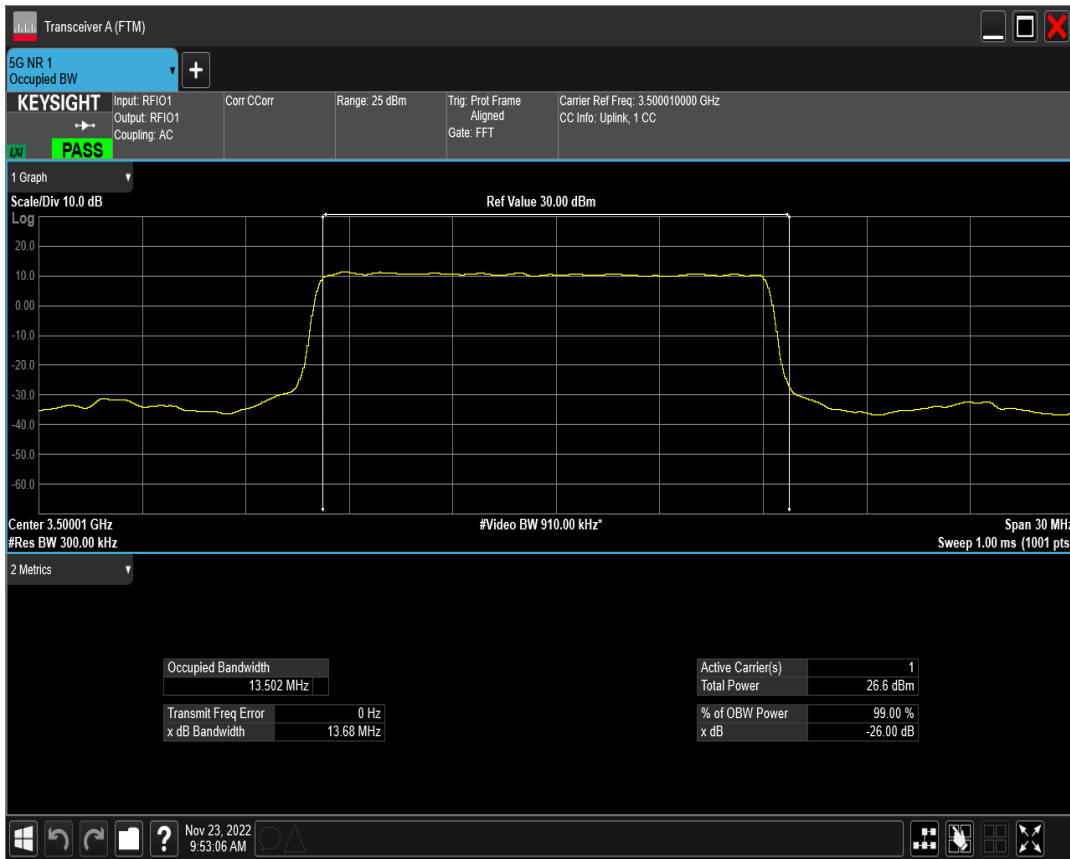 Transceiver A (FTM)
5G NR 1
Occupied BW
+
KEYSIGHT
LXI
PASS
Input: RFIO1
Output: RFIO1
Coupling: AC
Corr CCorr
Range: 25 dBm
Trig: Prot Frame
Aligned
Gate: FFT
Carrier Ref Freq: 3.500010000 GHz
CC Info: Uplink, 1 CC
1 Graph
Scale/Div 10.0 dB
Ref Value 30.00 dBm
Log
20.0
10.0
0.00
-10.0
-20.0
-30.0
-40.0
-50.0
-60.0
Center 3.50001 GHz
#Video BW 910.00 kHz*
Span 30 MHz
#Res BW 300.00 kHz
Sweep 1.00 ms (1001 pts
2 Metrics
Occupied Bandwidth
13.502 MHz
Transmit Freq Error 0 Hz
x dB Bandwidth 13.68 MHz
Active Carrier(s) 1
Total Power 26.6 dBm
% of OBW Power 99.00 %
x dB -26.00 dB
?
Nov 23, 2022
9:53:06 AM